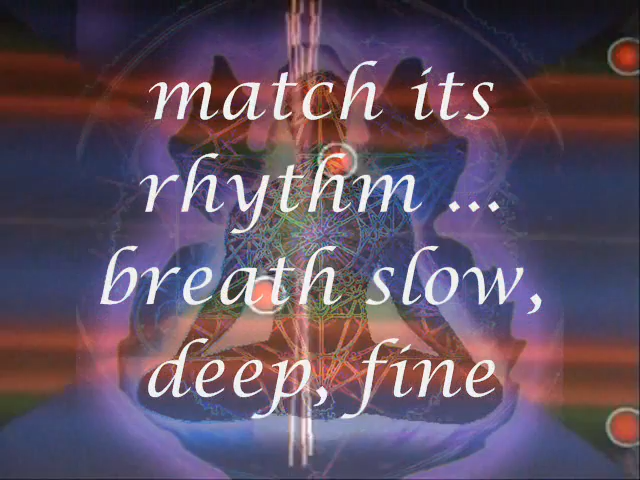 match its
rhythm ...
breath slow,
deep, fine